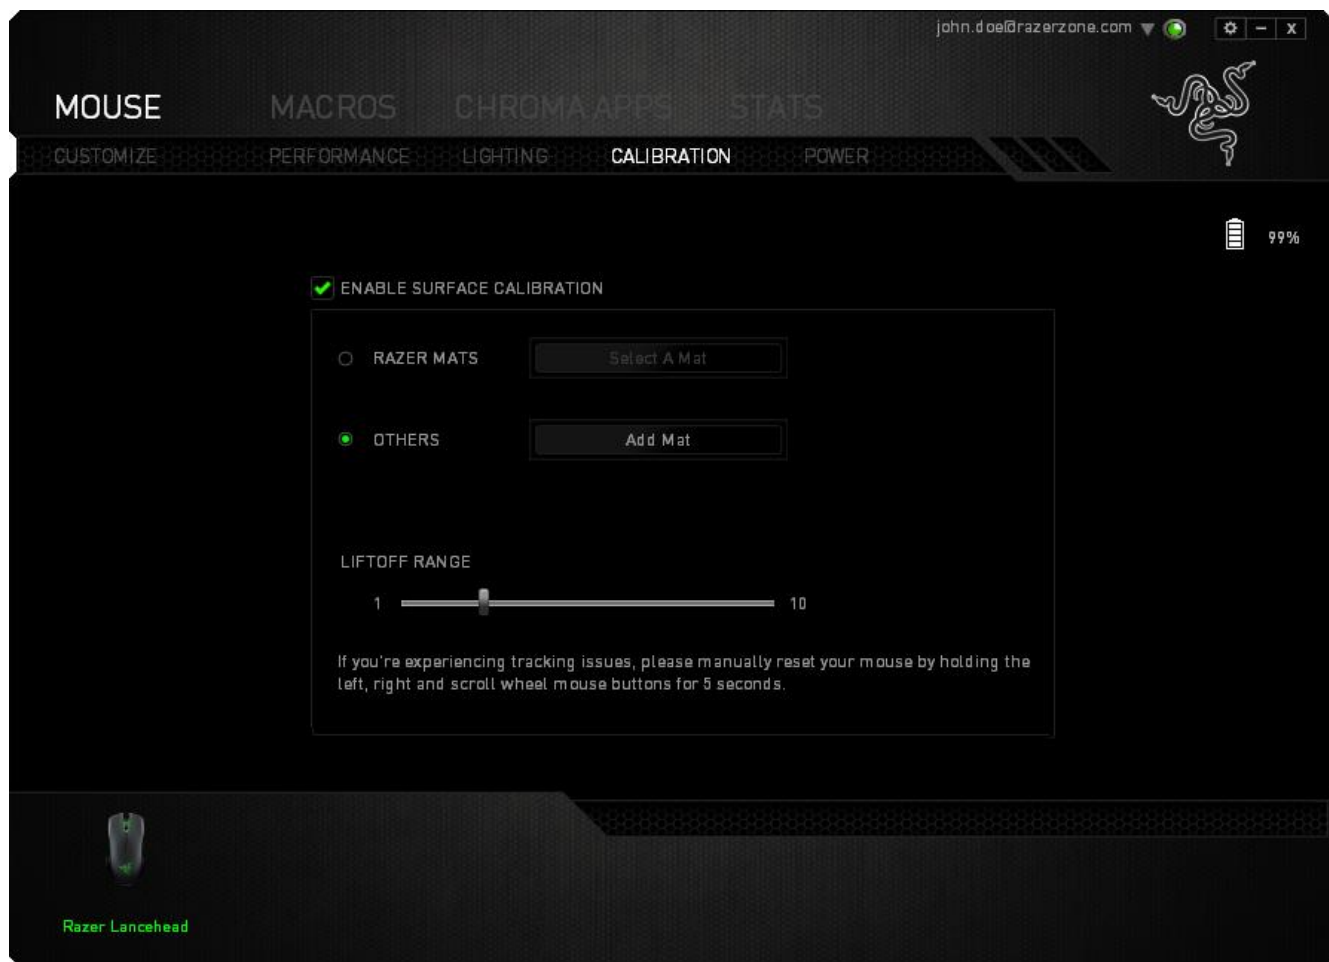 john.doe@razerzone.com
X
MOUSE MACROS CHROMA APPS STATS
CUSTOMIZE PERFORMANCE LIGHTING CALIBRATION POWER
99%
ENABLE SURFACE CALIBRATION
RAZER MATS Select A Mat
OTHERS Add Mat
LIFTOFF RANGE
1 10
If you're experiencing tracking issues, please manually reset your mouse by holding the
left, right and scroll wheel mouse buttons for 5 seconds.
Razer Lancehead